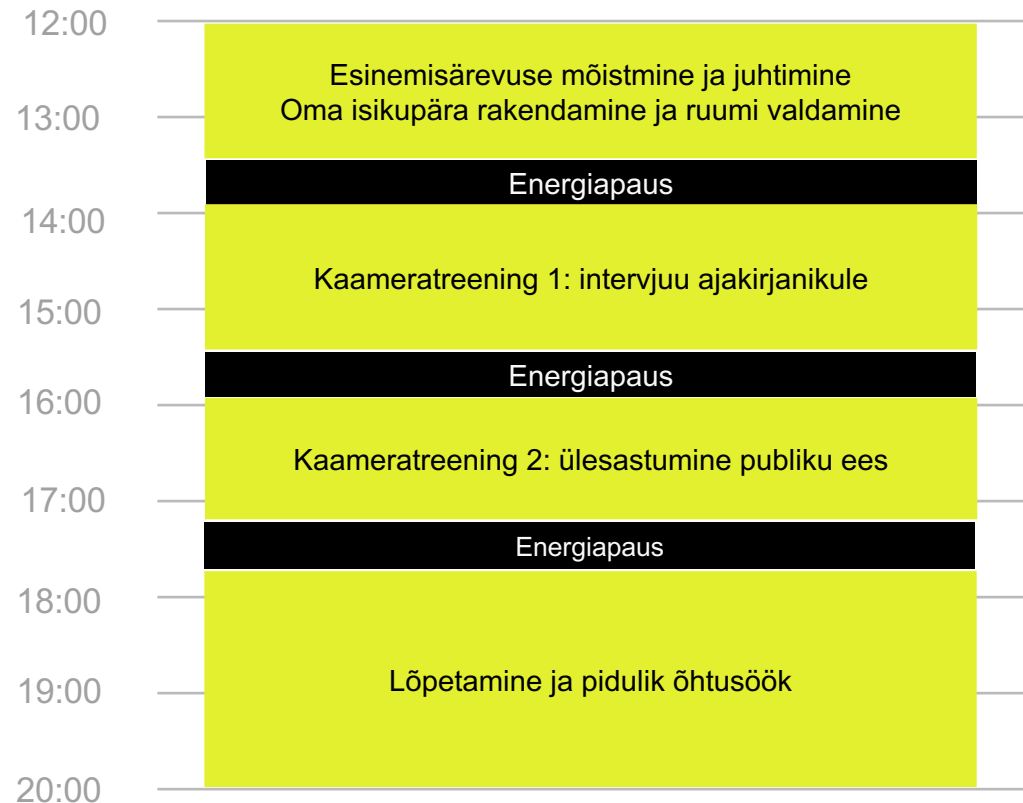 12:00
Esinemisärevuse mõistmine ja juhtimine
Oma isikupära rakendamine ja ruumi valdamine
13:00
Energiapaus
14:00
Kaameratreening 1: intervjuu ajakirjanikule
15:00
Energiapaus
16:00
Kaameratreening 2: ülesastumine publiku ees
17:00
Energiapaus
18:00
Lõpetamine ja pidulik õhtusöök
19:00
20:00